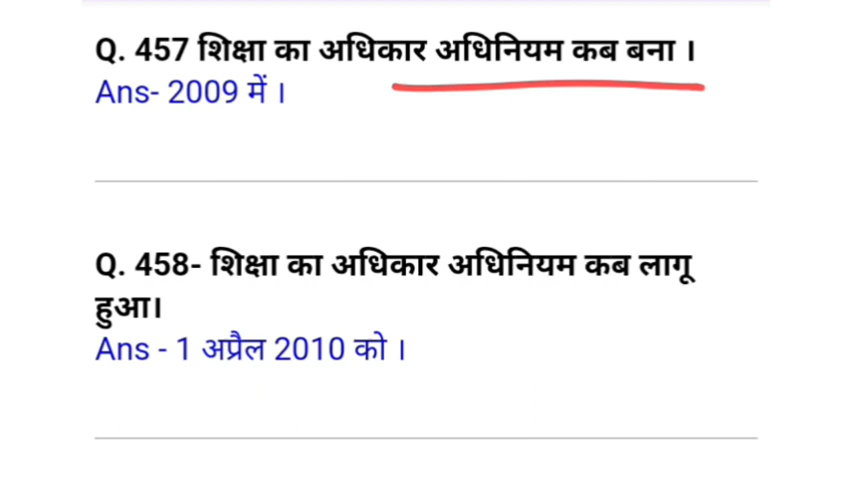 Q. 457 शिक्षा का अधिकार अधिनियम कब बना ।
Ans- 2009 में ।
Q. 458- शिक्षा का अधिकार अधिनियम कब लागू
हुआ।
Ans - 1 अप्रैल 2010 को ।